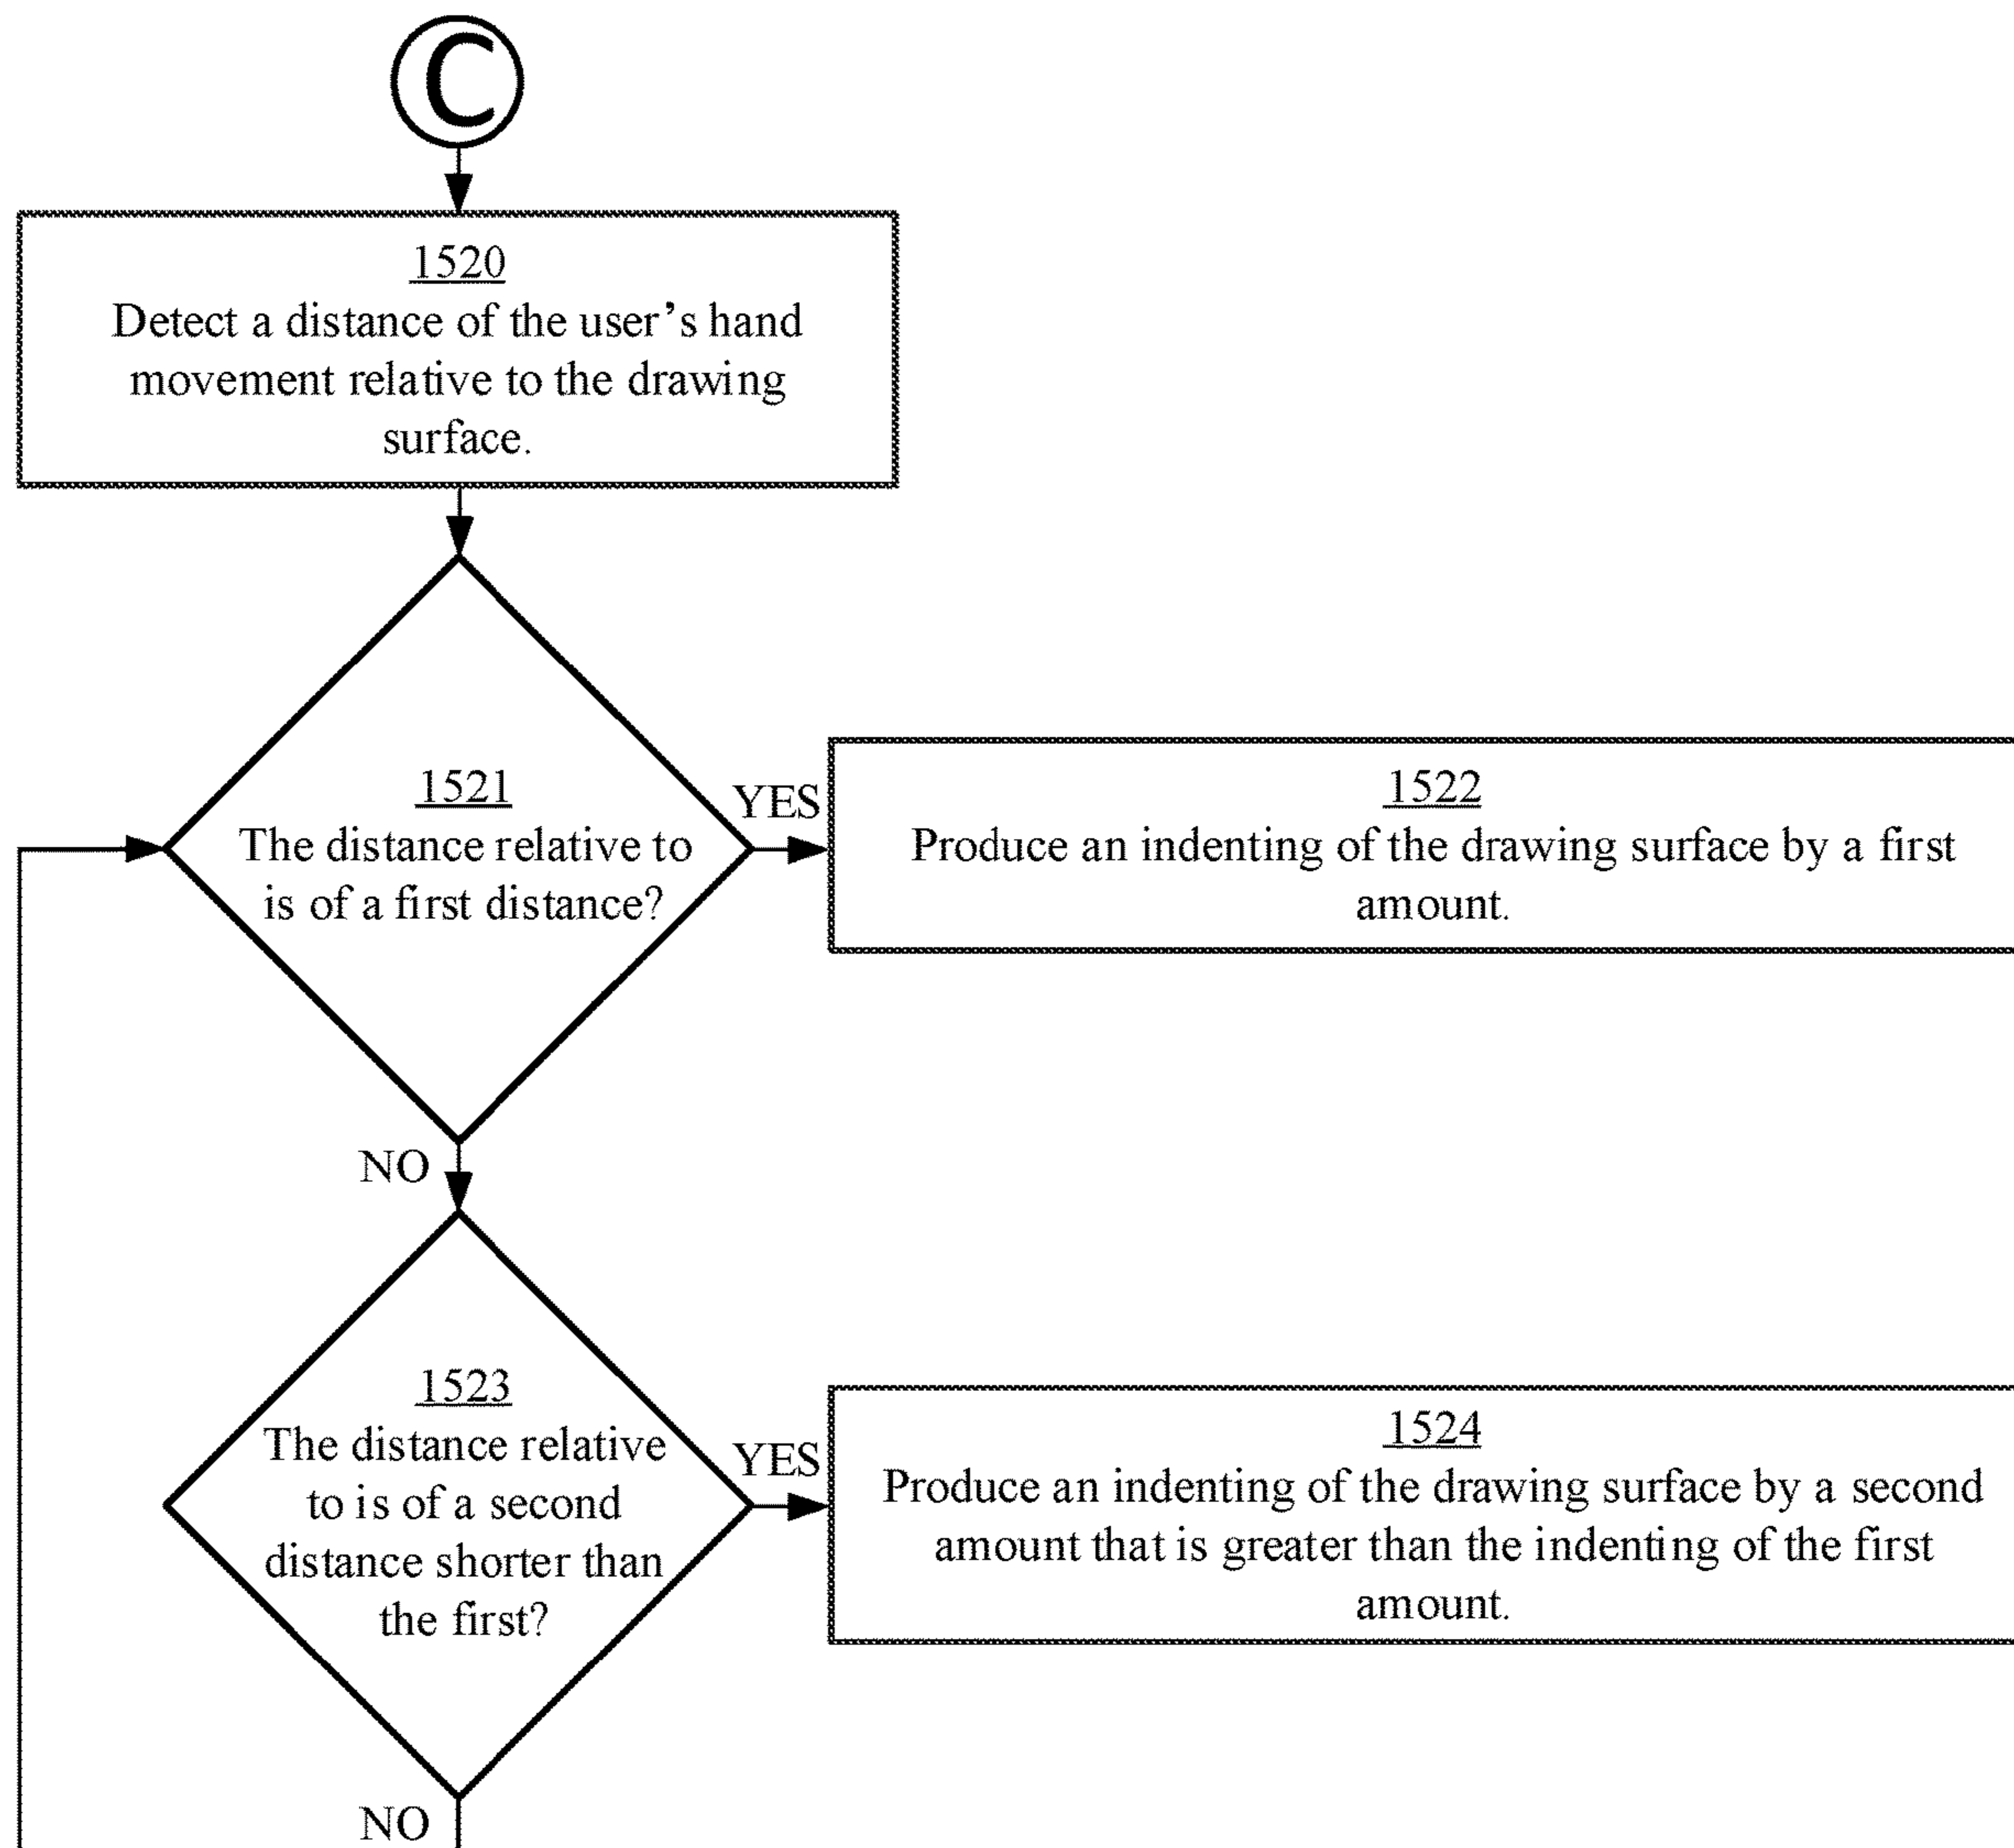 C
1520
Detect a distance of the user’s hand
movement relative to the drawing
surface.
1521
The distance relative to
is of a first distance?
YES
1522
Produce an indenting of the drawing surface by a first
amount.
NO
1523
The distance relative
to is of a second
distance shorter than
the first?
YES
1524
Produce an indenting of the drawing surface by a second
amount that is greater than the indenting of the first
amount.
NO